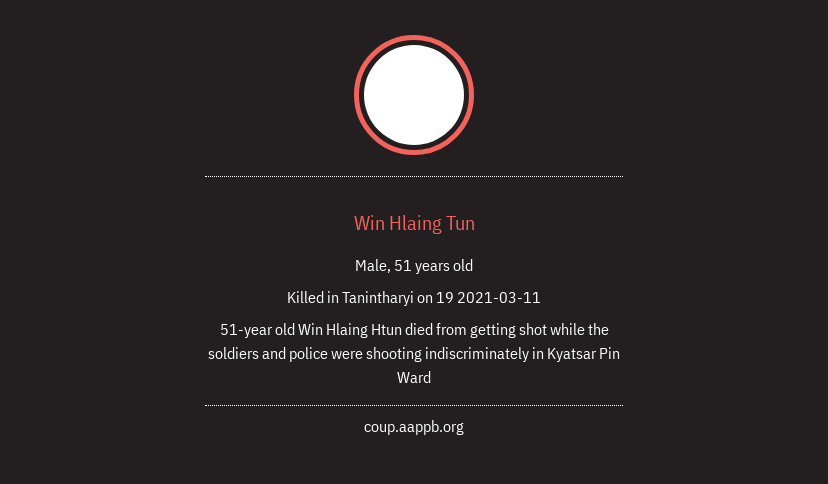 Win Hlaing Tun
Male, 51 years old
Killed in Tanintharyi on 19 2021-03-11
51-year old Win Hlaing Htun died from getting shot while the
soldiers and police were shooting indiscriminately in Kyatsar Pin
Ward
coup.aappb.org